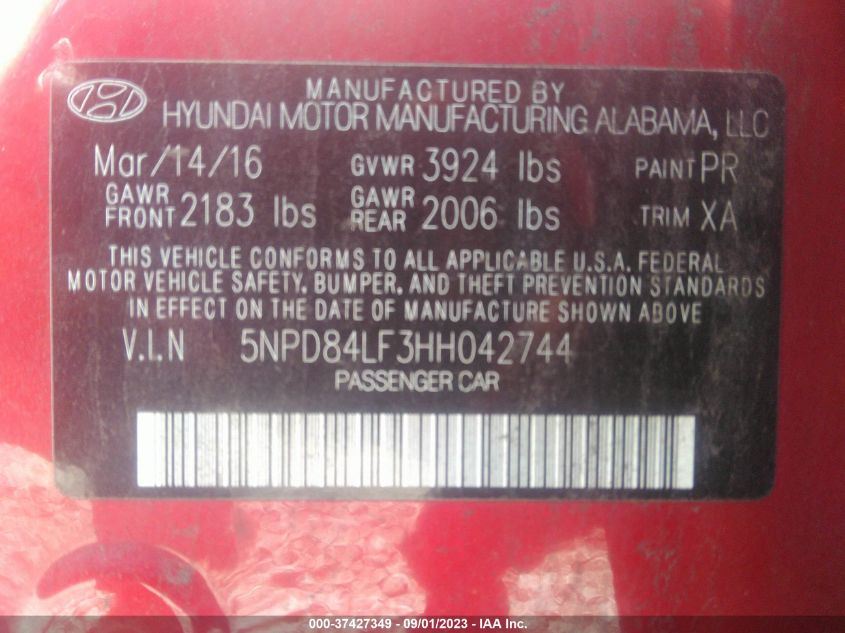 MANUFACTURED BY
HYUNDAI MOTOR MANUFACTURING ALABAMA, LLC
Mar/14/16 GVWR 3924 lbs PAINT PR
GAWR FRONT 2183 lbs GAWR REAR 2006 lbs TRIM XA
THIS VEHICLE CONFORMS TO ALL APPLICABLE U.S.A. FEDERAL
MOTOR VEHICLE SAFETY, BUMPER, AND THEFT PREVENTION STANDARDS
IN EFFECT ON THE DATE OF MANUFACTURE SHOWN ABOVE
V.I.N 5NPD84LF3HH042744
PASSENGER CAR
000-37427349 - 09/01/2023 - IAA Inc.